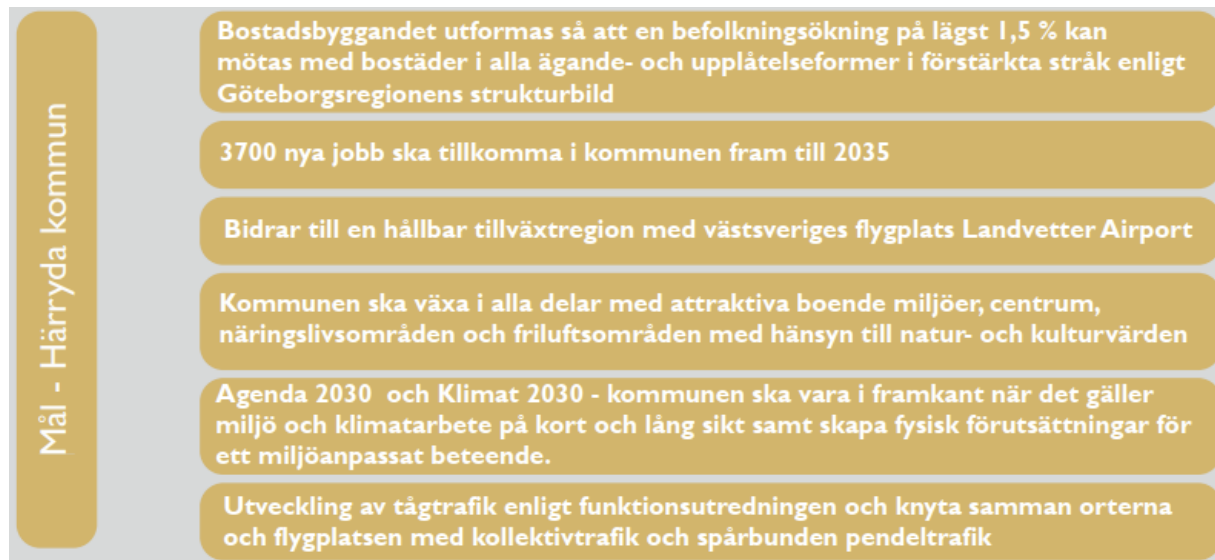 Mål - Härryda kommun
Bostadsbyggandet utformas så att en befolkningsökning på lägst 1,5 % kan
mötas med bostäder i alla ägande- och upplåtelseformer i förstärkta stråk enligt
Göteborgsregionens strukturbild
3700 nya jobb ska tillkomma i kommunen fram till 2035
Bidrar till en hållbar tillväxtregion med västsveriges flygplats Landvetter Airport
Kommunen ska växa i alla delar med attraktiva boende miljöer, centrum,
näringslivsområden och friluftsområden med hänsyn till natur- och kulturvärden
Agenda 2030  och Klimat 2030 - kommunen ska vara i framkant när det gäller
miljö och klimatarbete på kort och lång sikt samt skapa fysisk förutsättningar för
ett miljöanpassat beteende.
Utveckling av tågtrafik enligt funktionsutredningen och knyta samman orterna
och flygplatsen med kollektivtrafik och spårbunden pendeltrafik